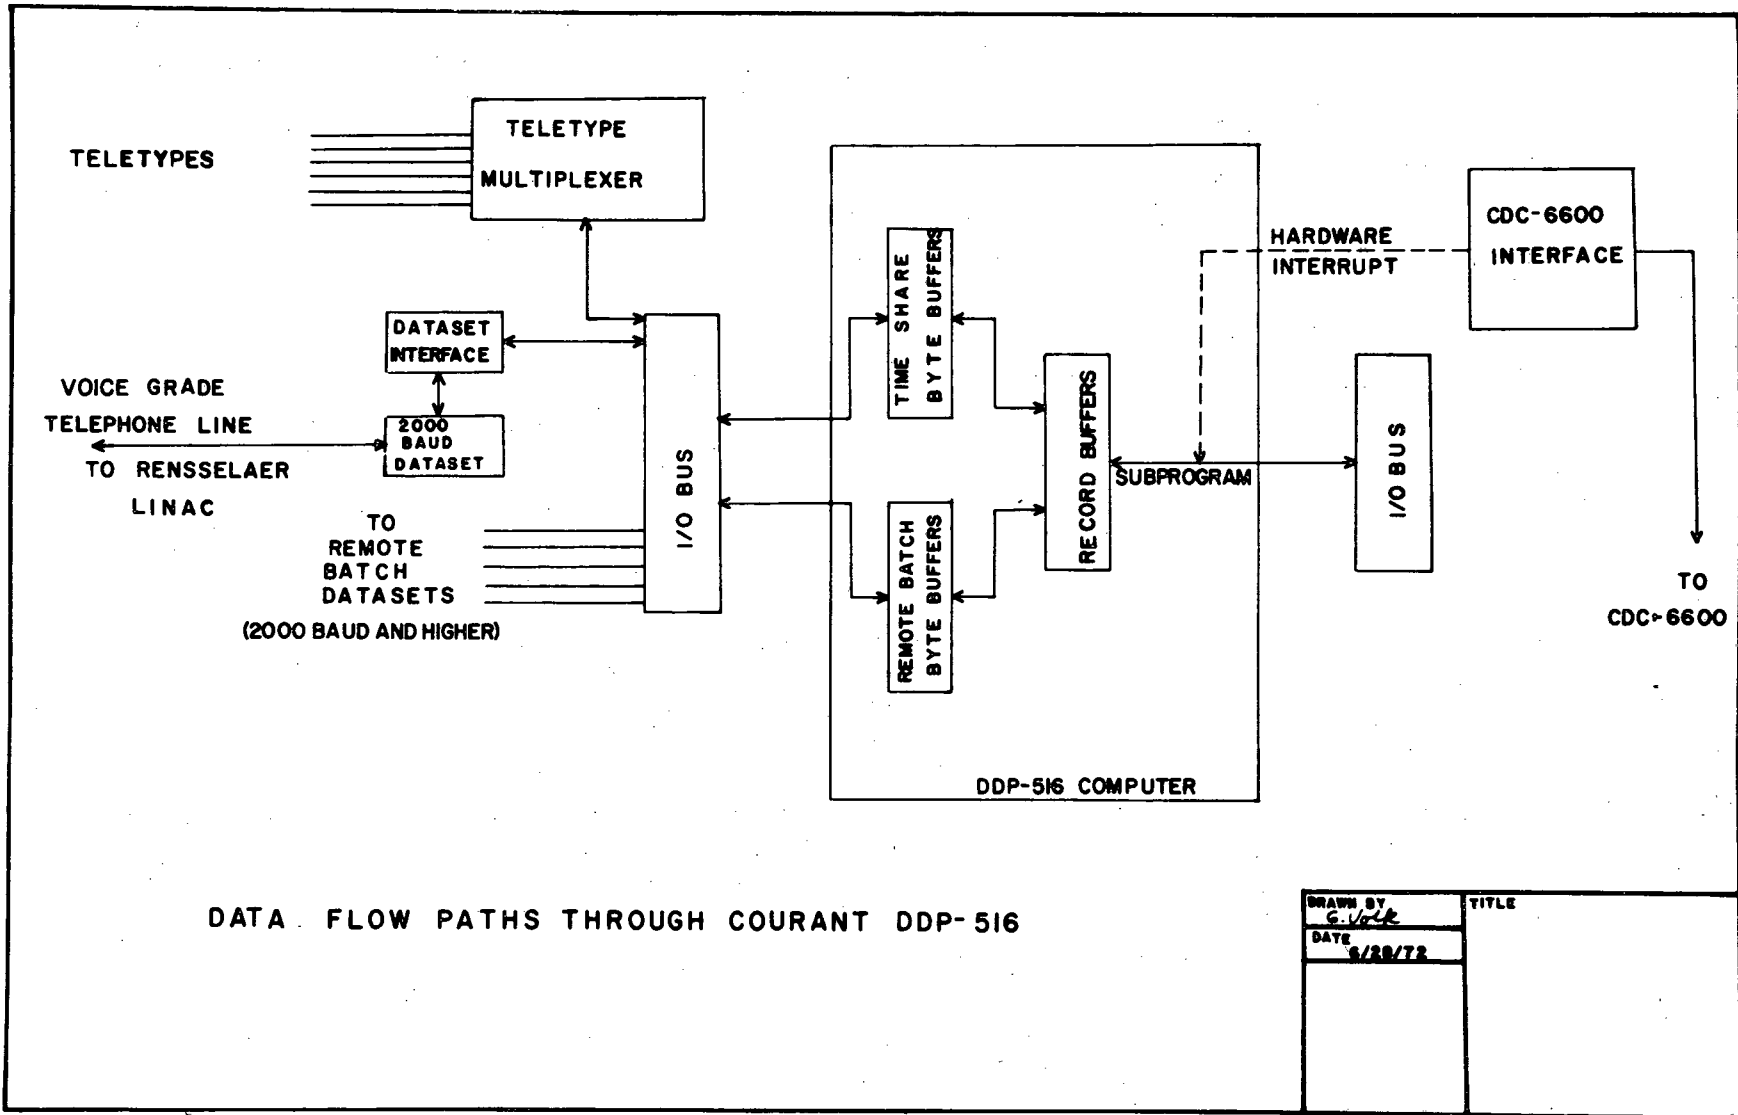 TELETYPES
TELETYPE
MULTIPLEXER
DATASET
INTERFACE
VOICE GRADE
TELEPHONE LINE
TO RENSSELAER
LINAC
2000
BAUD
DATASET
TO
REMOTE
BATCH
DATASETS
(2000 BAUD AND HIGHER)
I/O BUS
TIME SHARE
BYTE BUFFERS
REMOTE BATCH
BYTE BUFFERS
RECORD BUFFERS
SUBPROGRAM
HARDWARE
INTERRUPT
CDC-6600
INTERFACE
I/O BUS
TO
CDC-6600
DDP-516 COMPUTER
DATA FLOW PATHS THROUGH COURANT DDP-516
DRAWN BY
G. Volk
DATE
6/28/72
TITLE